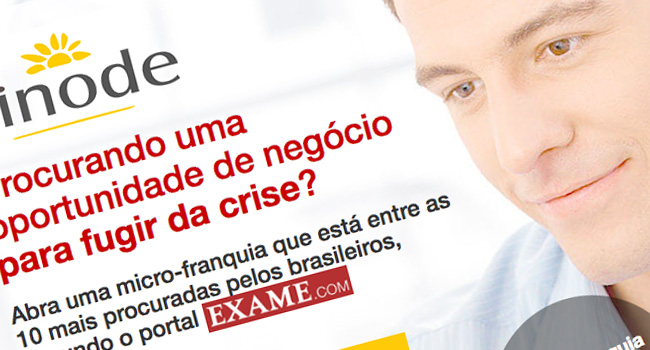 inode
rocurando uma
oportunidade de negócio
para fugir da crise?
Abra uma micro-franquia que está entre as
10 mais procuradas pelos brasileiros,
ndo o portal EXAME.COM
quia